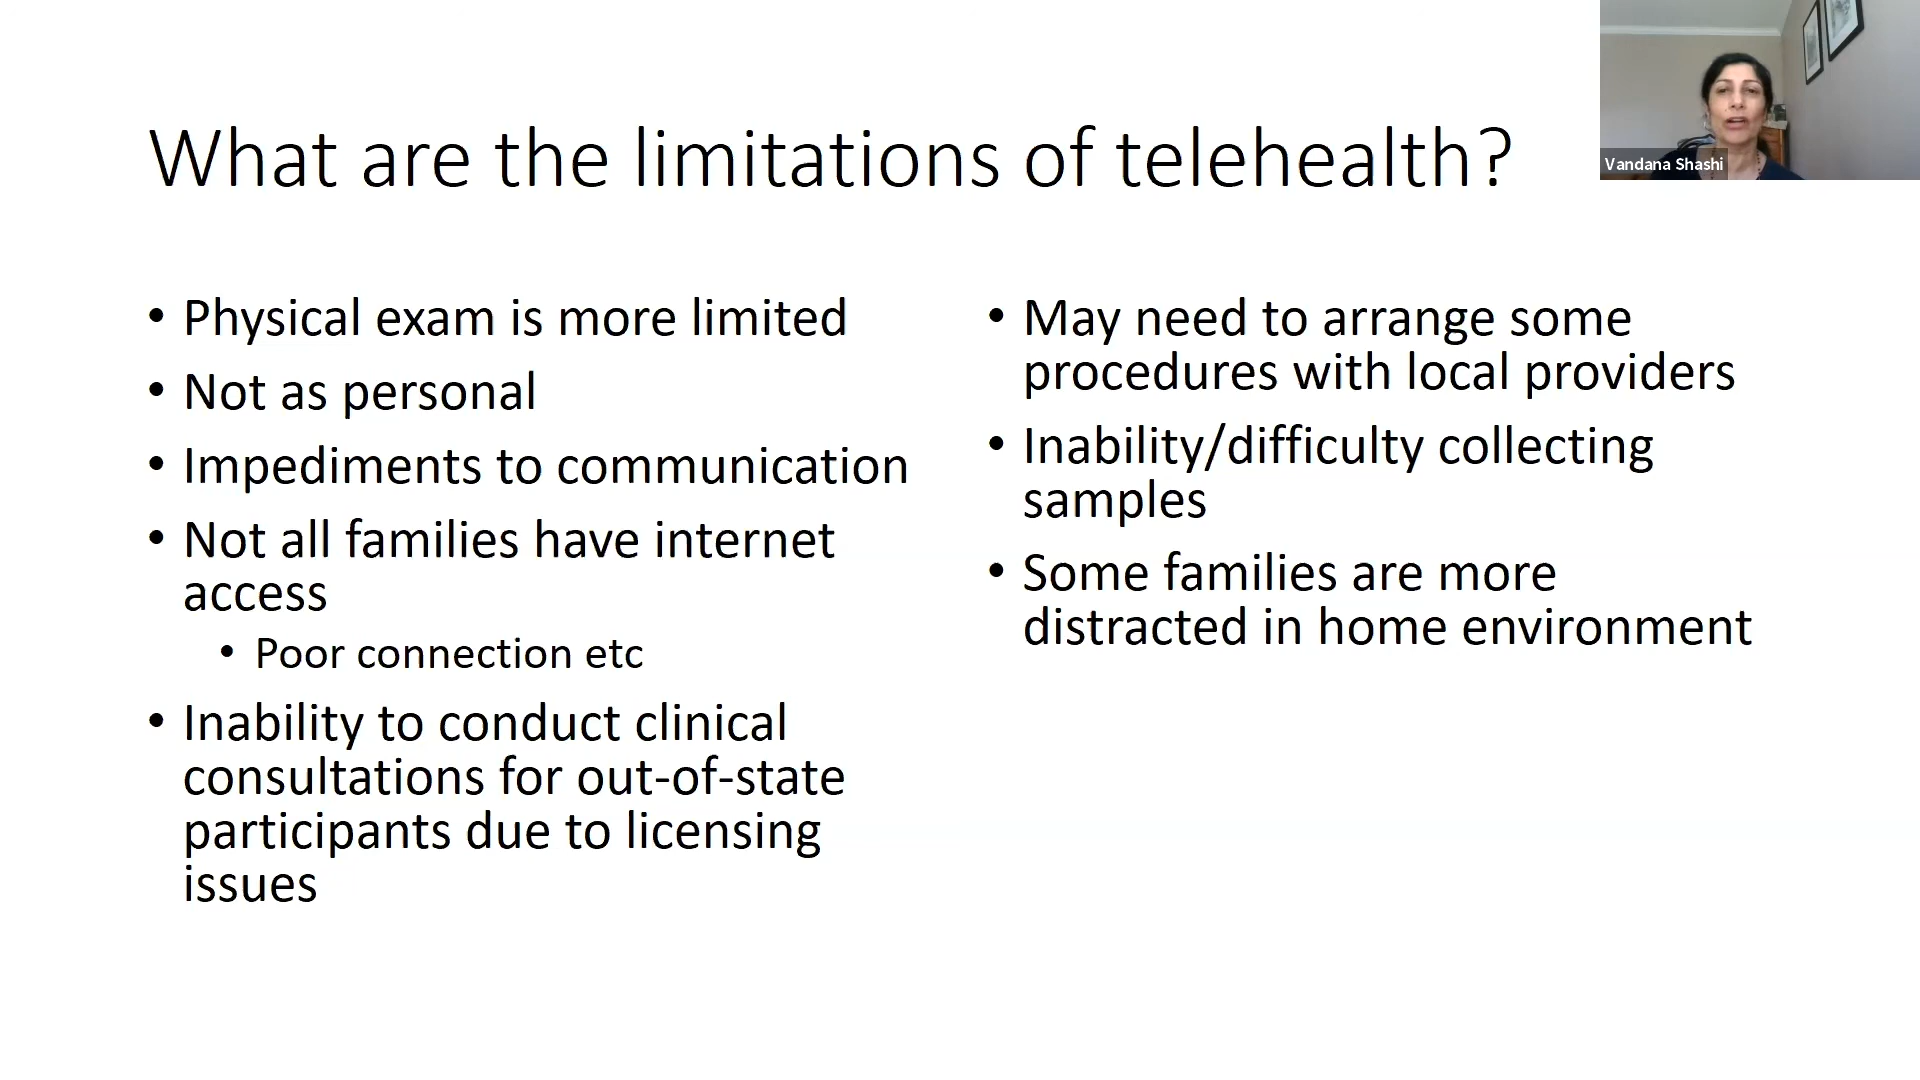 What are the limitations of telehealth?
Vandana Shashi
• Physical exam is more limited
• Not as personal
• Impediments to communication
• Not all families have internet
access
• Poor connection etc
• Inability to conduct clinical
consultations for out-of-state
participants due to licensing
issues
• May need to arrange some
procedures with local providers
• Inability/difficulty collecting
samples
• Some families are more
distracted in home environment